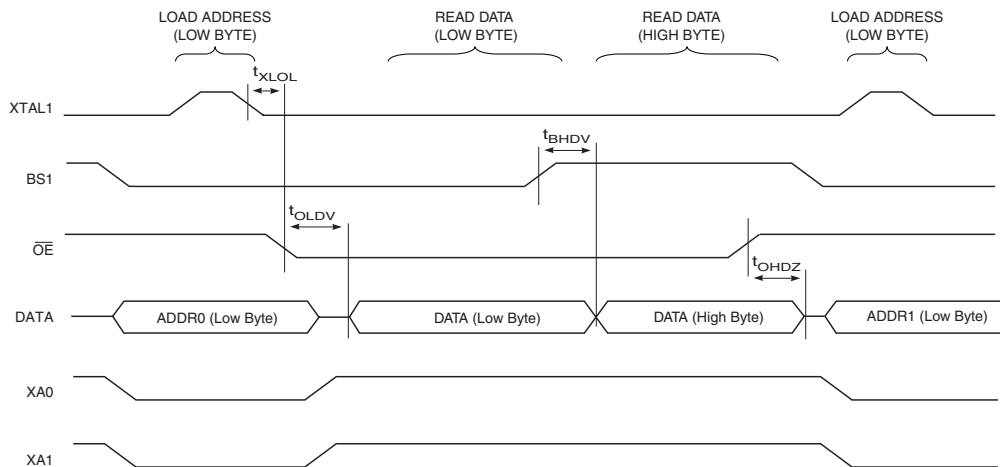 LOAD ADDRESS
(LOW BYTE)
READ DATA
(LOW BYTE)
READ DATA
(HIGH BYTE)
LOAD ADDRESS
(LOW BYTE)
tXLOL
XTAL1
tBHDV
BS1
tOLDV
OE
tOHDZ
DATA
ADDR0 (Low Byte)
DATA (Low Byte)
DATA (High Byte)
ADDR1 (Low Byte)
XA0
XA1